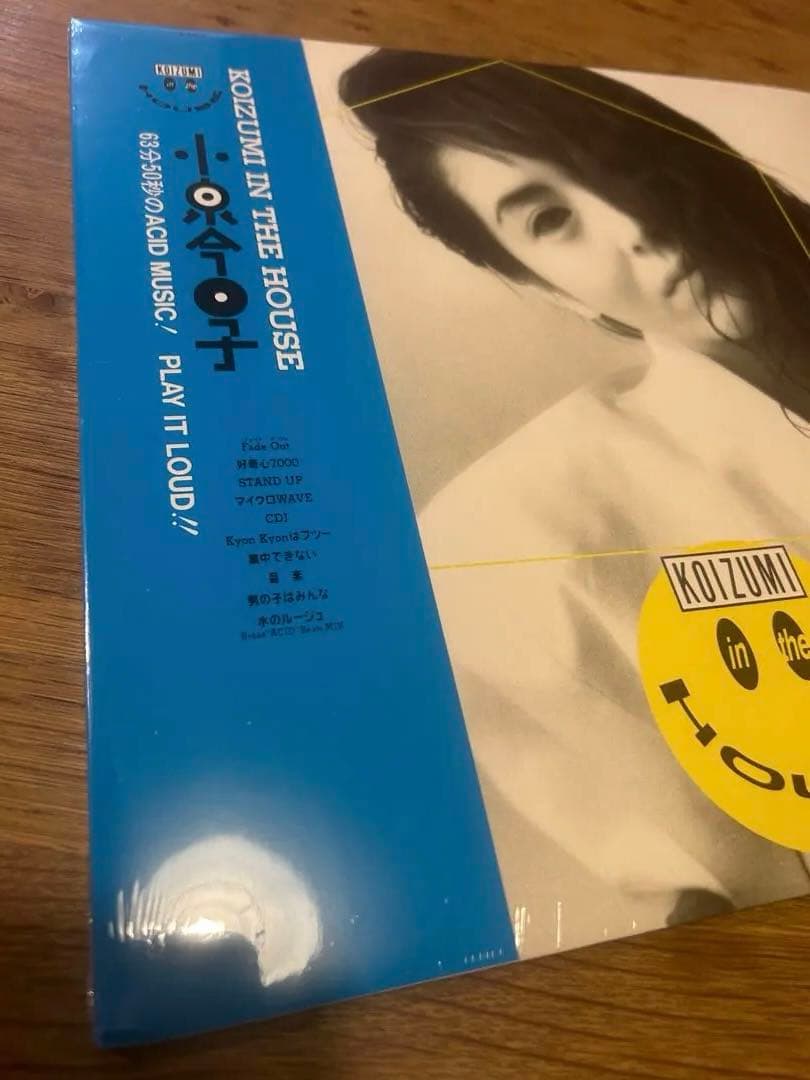 KOIZUMI
in the
HOUSE
KOIZUMI IN THE HOUSE
小泉今日子
63分50秒のACID MUSIC! PLAY IT LOUD!!
Fade Out
好奇心7000
STAND UP
マイクロWAVE
CDJ
Kyon Kyonはフツー
集中できない
音楽
男の子はみんな
水のルージュ
KOIZUMI
in the
HOU